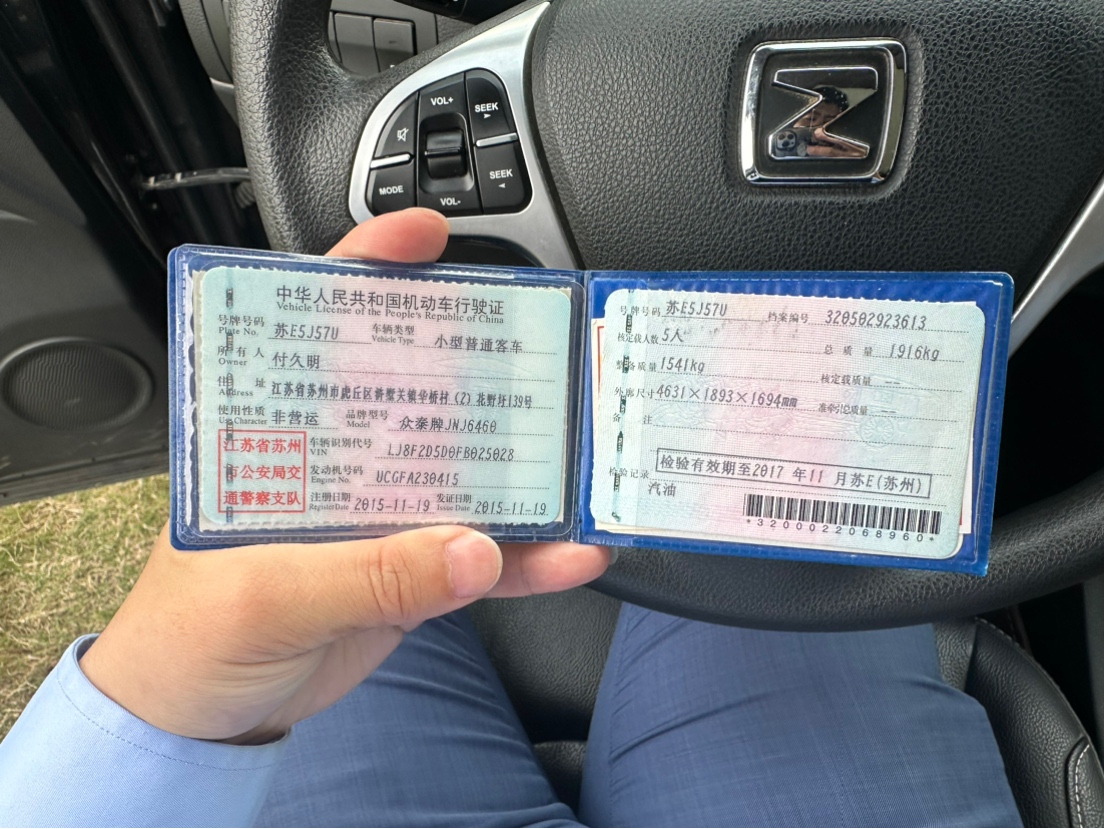 VOL+
SEEK
MODE
SEEK
VOL-
中华人民共和国机动车行驶证
Vehicle License of the People's Republic of China
号牌号码 苏E5J57U 车辆类型 小型普通客车
Plate No. Vehicle Type
所有人 付久明
Owner
住址 江苏省苏州市虎丘区浒墅关镇华桥村(2)花野圩139号
Address
使用性质 非营运 品牌型号 众泰牌JNJ6460
Use Character Model
江苏省苏州
市公安局交
通警察支队
车辆识别代号 LJ8F2D5D0FB025028
VIN
发动机号码 UCGFA230415
Engine No.
注册日期 2015-11-19 发证日期 2015-11-19
Register Date Issue Date
号牌号码 苏E5J57U 档案编号 320502923613
核定载人数 5人 总质量 1916kg
整备质量 1541kg 核定载质量 --
外廓尺寸 4631×1893×1694mm 准牵引总质量 --
备注
检验记录 检验有效期至2017年11月苏E(苏州)
汽油
*3200022068960*